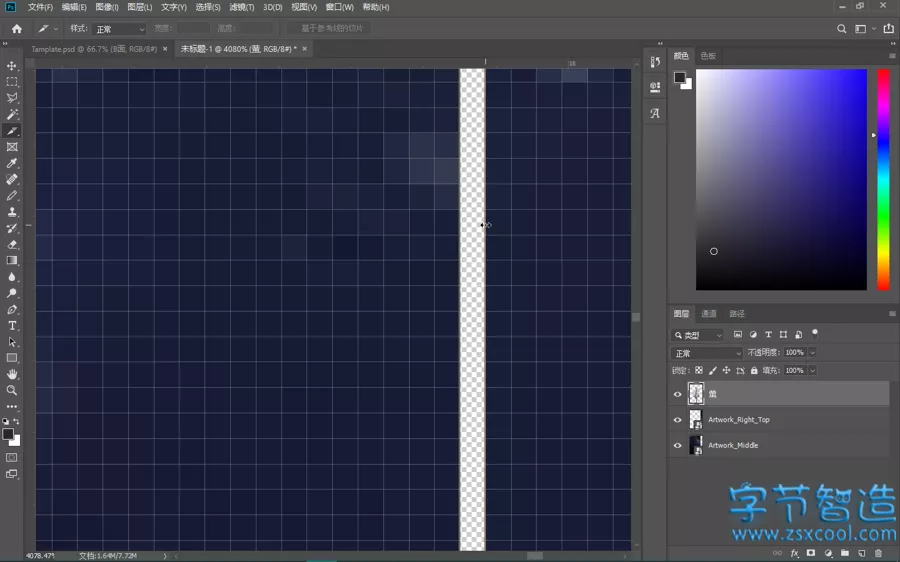 Ps 文件(F) 编辑(E) 图像(I) 图层(L) 文字(Y) 选择(S) 滤镜(T) 3D(D) 视图(V) 窗口(W) 帮助(H)
样式: 正常 宽度: 高度: 基于参考线的切片
Tamplate.psd @ 66.7% (B面, RGB/8#) × 未标题-1 @ 4080% (萤, RGB/8#) * ×
颜色 色板
图层 通道 路径
类型
正常 不透明度: 100%
锁定: 填充: 100%
Artwork_Right_Top
Artwork_Middle
字节智造
www.zsxcool.com
4078.47% 文档:1.64M/7.72M